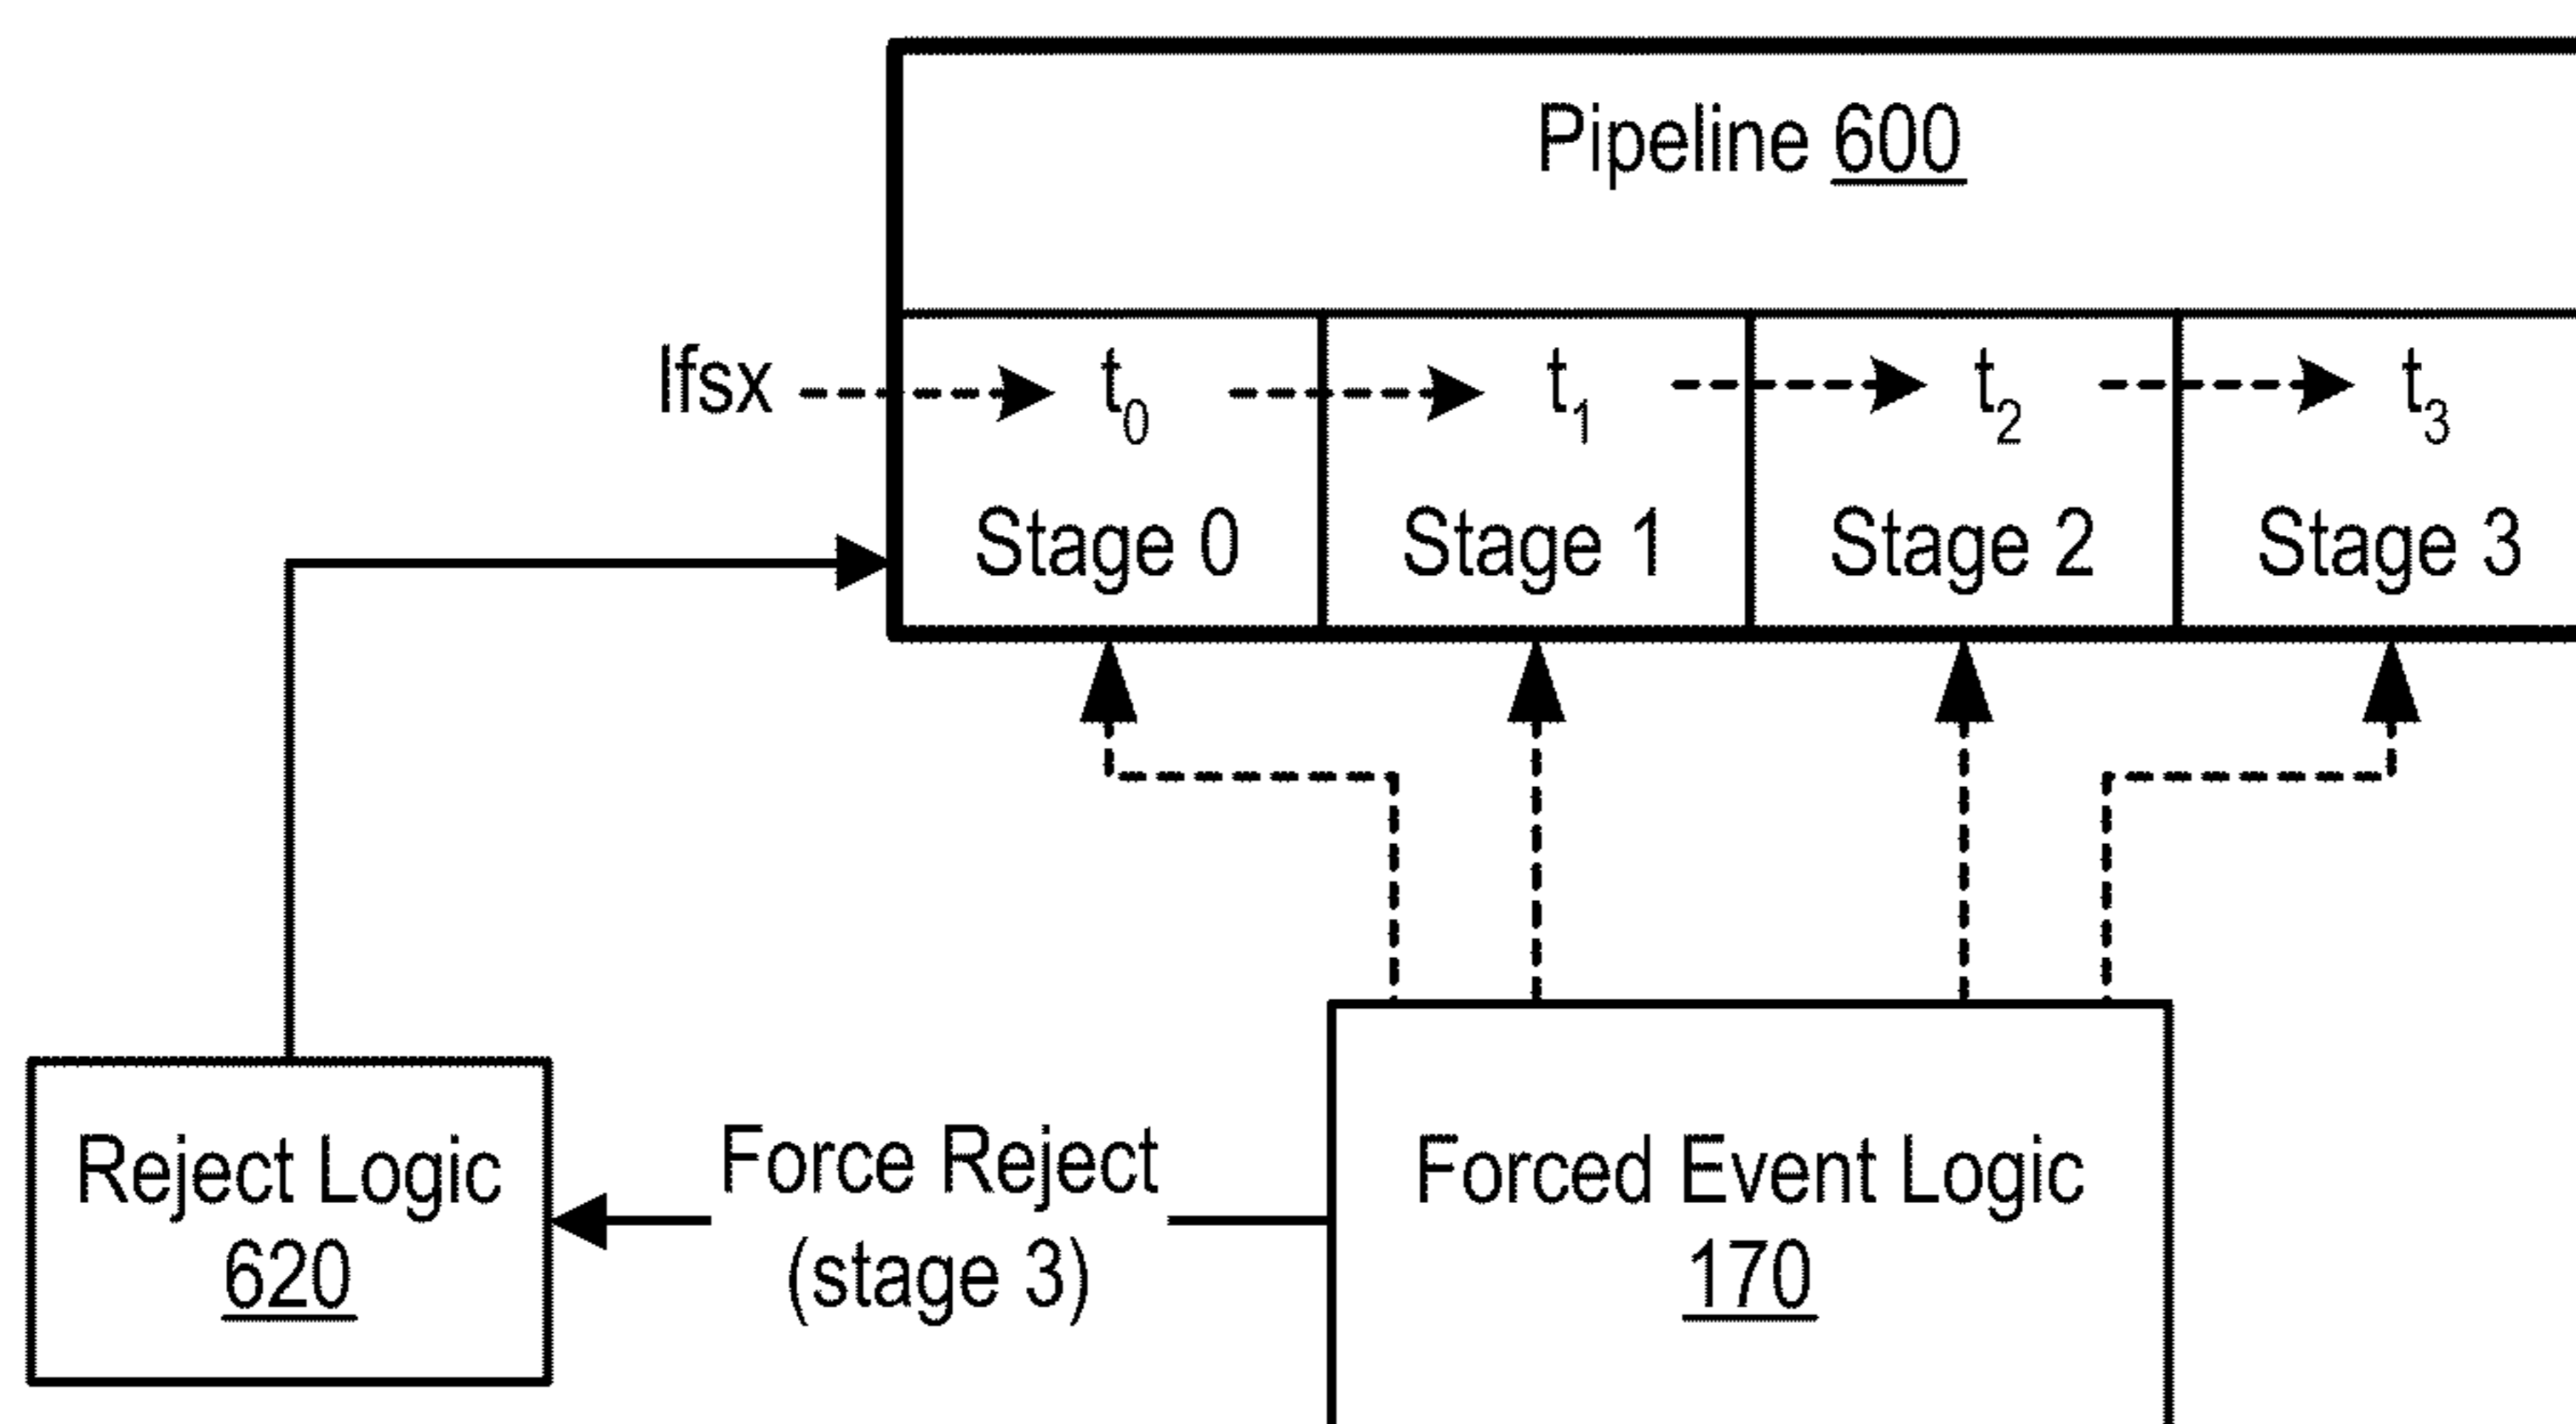 Pipeline 600
lfsx t0 t1 t2 t3
Stage 0 Stage 1 Stage 2 Stage 3
Reject Logic
620
Force Reject
(stage 3)
Forced Event Logic
170